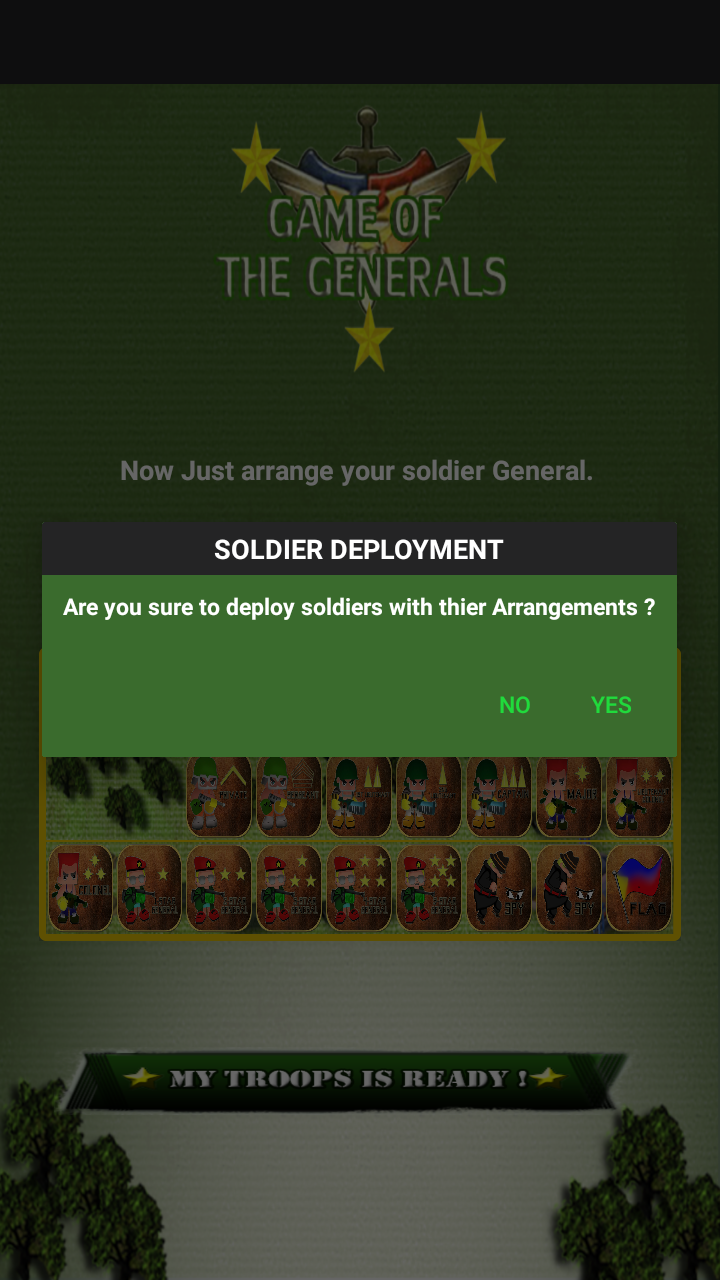 GAME OF
THE GENERALS
Now Just arrange your soldier General.
SOLDIER DEPLOYMENT
Are you sure to deploy soldiers with thier Arrangements ?
NO YES
SPY SPY FLAG
MY TROOPS IS READY !